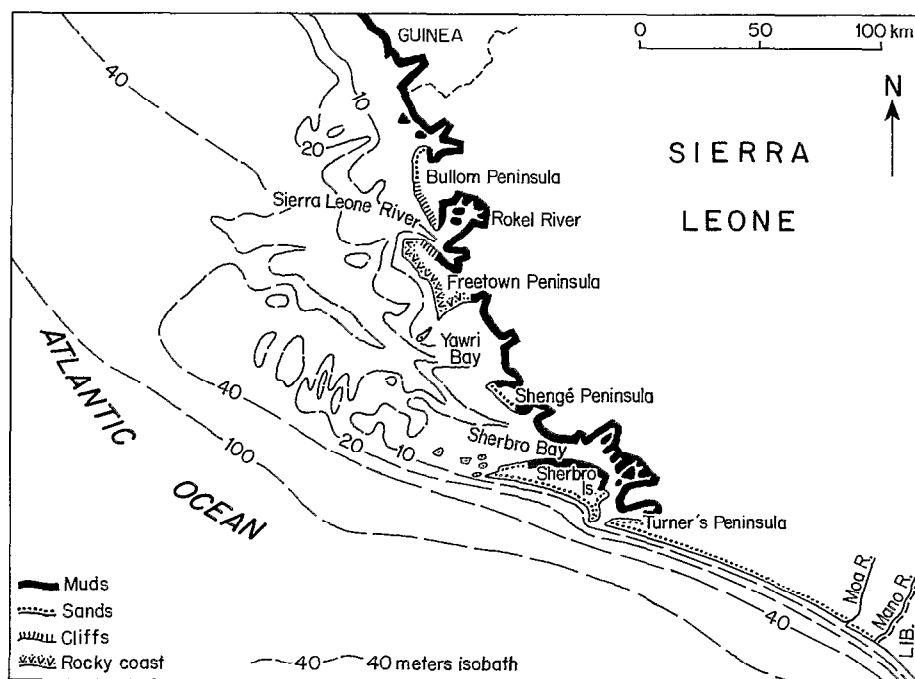 GUINEA
0 50 100 km
N
40
10
20
SIERRA
LEONE
Bullom Peninsula
Sierra Leone River
Rokel River
Freetown Peninsula
Yawri
Bay
Shengé Peninsula
ATLANTIC
OCEAN
40
100
20
10
Sherbro Bay
Sherbro
Is.
Turner's Peninsula
Moa R.
Mano R.
LIB.
40
Muds
Sands
Cliffs
Rocky coast
40 40 meters isobath